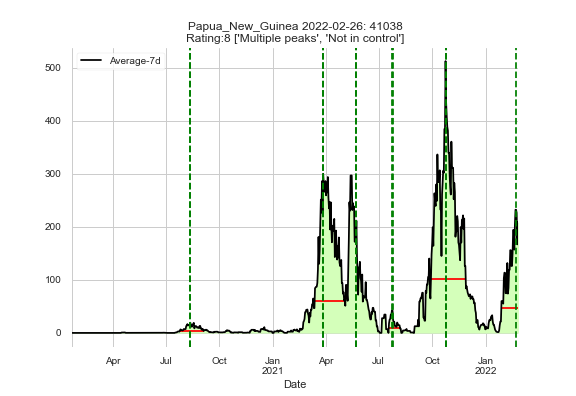 Papua_New_Guinea 2022-02-26: 41038
Rating:8 ['Multiple peaks', 'Not in control']
Average-7d
500
400
300
200
100
0
Apr Jul Oct Jan Apr Jul Oct Jan
2021 2022
Date